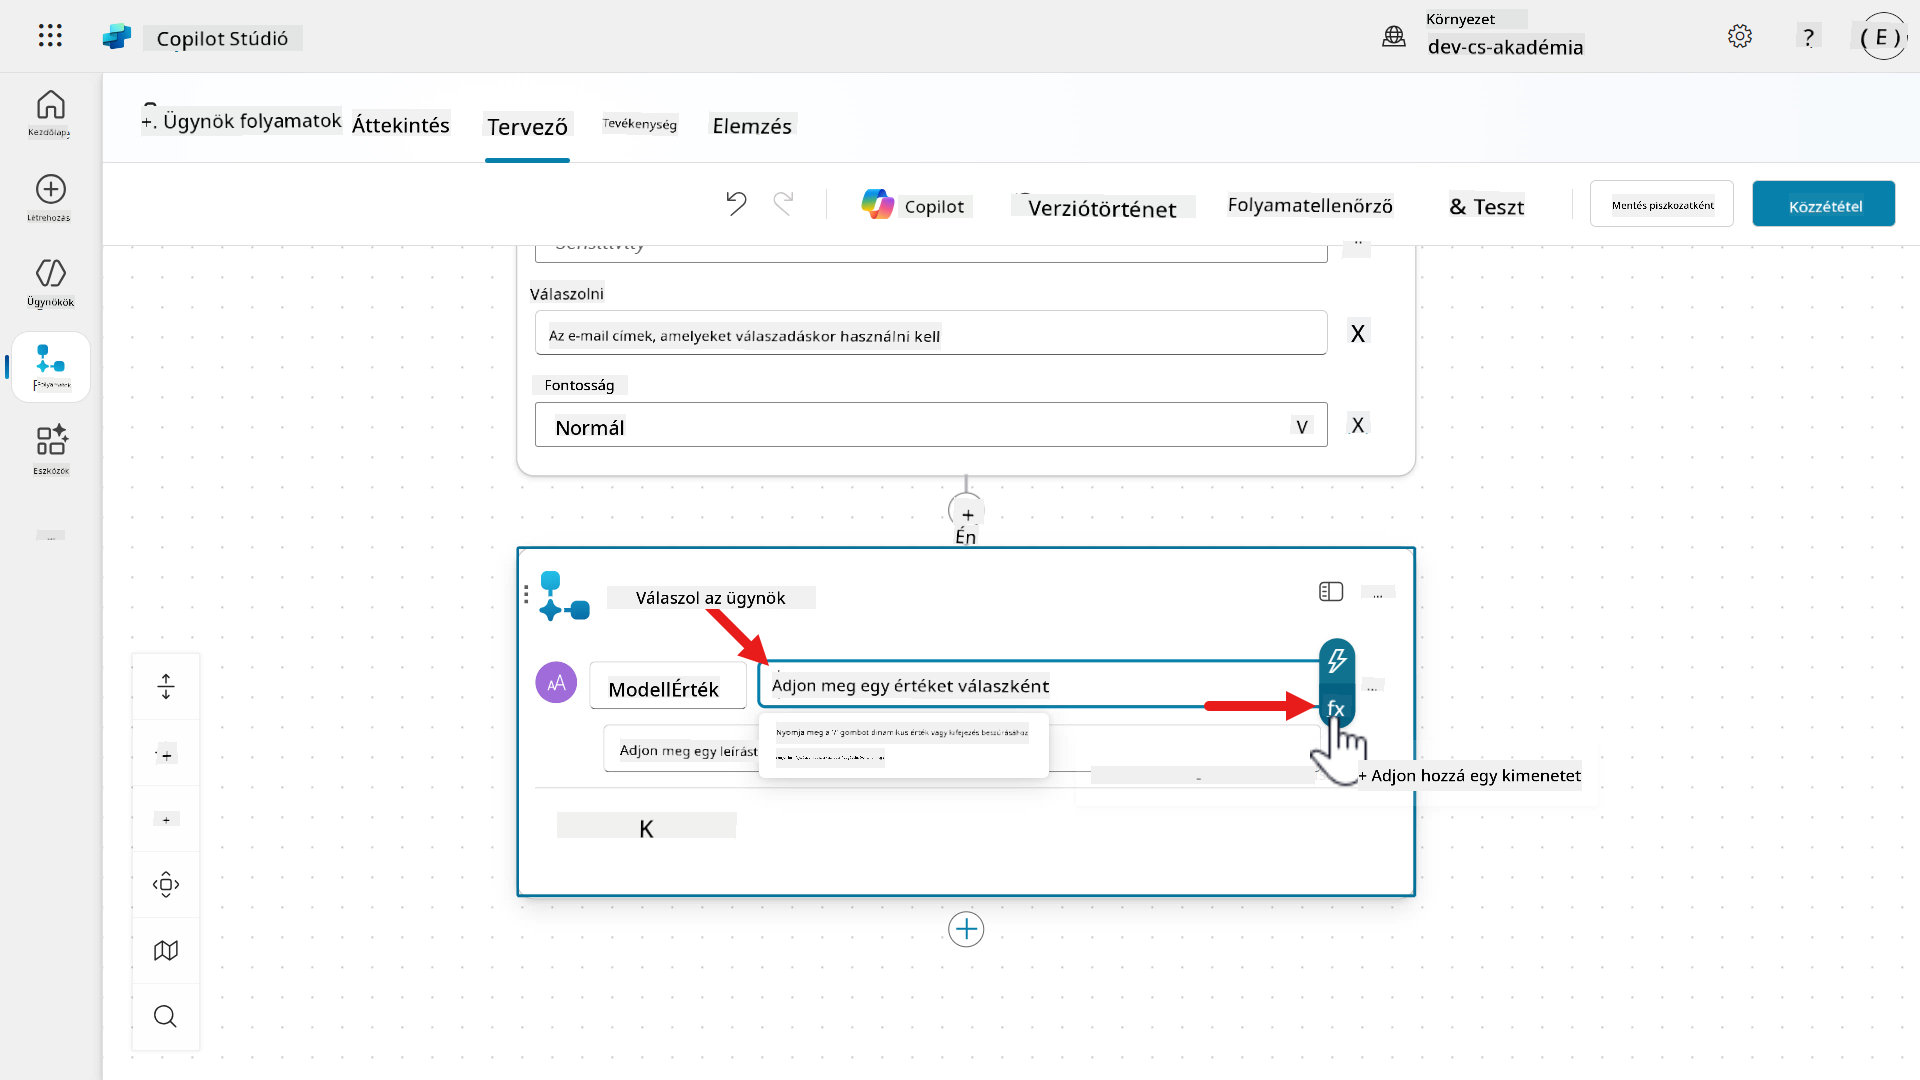 Copilot Stúdió
Környezet
dev-cs-akadémia
?
( E )
Kezdőlap
Létrehozás
Ügynökök
Eszközök
+. Ügynök folyamatok
Áttekintés
Tervező
Tevékenység
Elemzés
Copilot
Verziótörténet
Folyamatellenőrző
& Teszt
Mentés piszkozatként
Közzététel
Sensitivity
Válaszolni
Az e-mail címek, amelyeket válaszadáskor használni kell
X
Fontosság
Normál
V
X
+
Én
Válaszol az ügynök
...
AA
ModellÉrték
Adjon meg egy értéket válaszként
fx
Nyomja meg a '/' gombot dinamikus érték vagy kifejezés beszúrásához
Adjon meg egy leírást
+ Adjon hozzá egy kimenetet
K